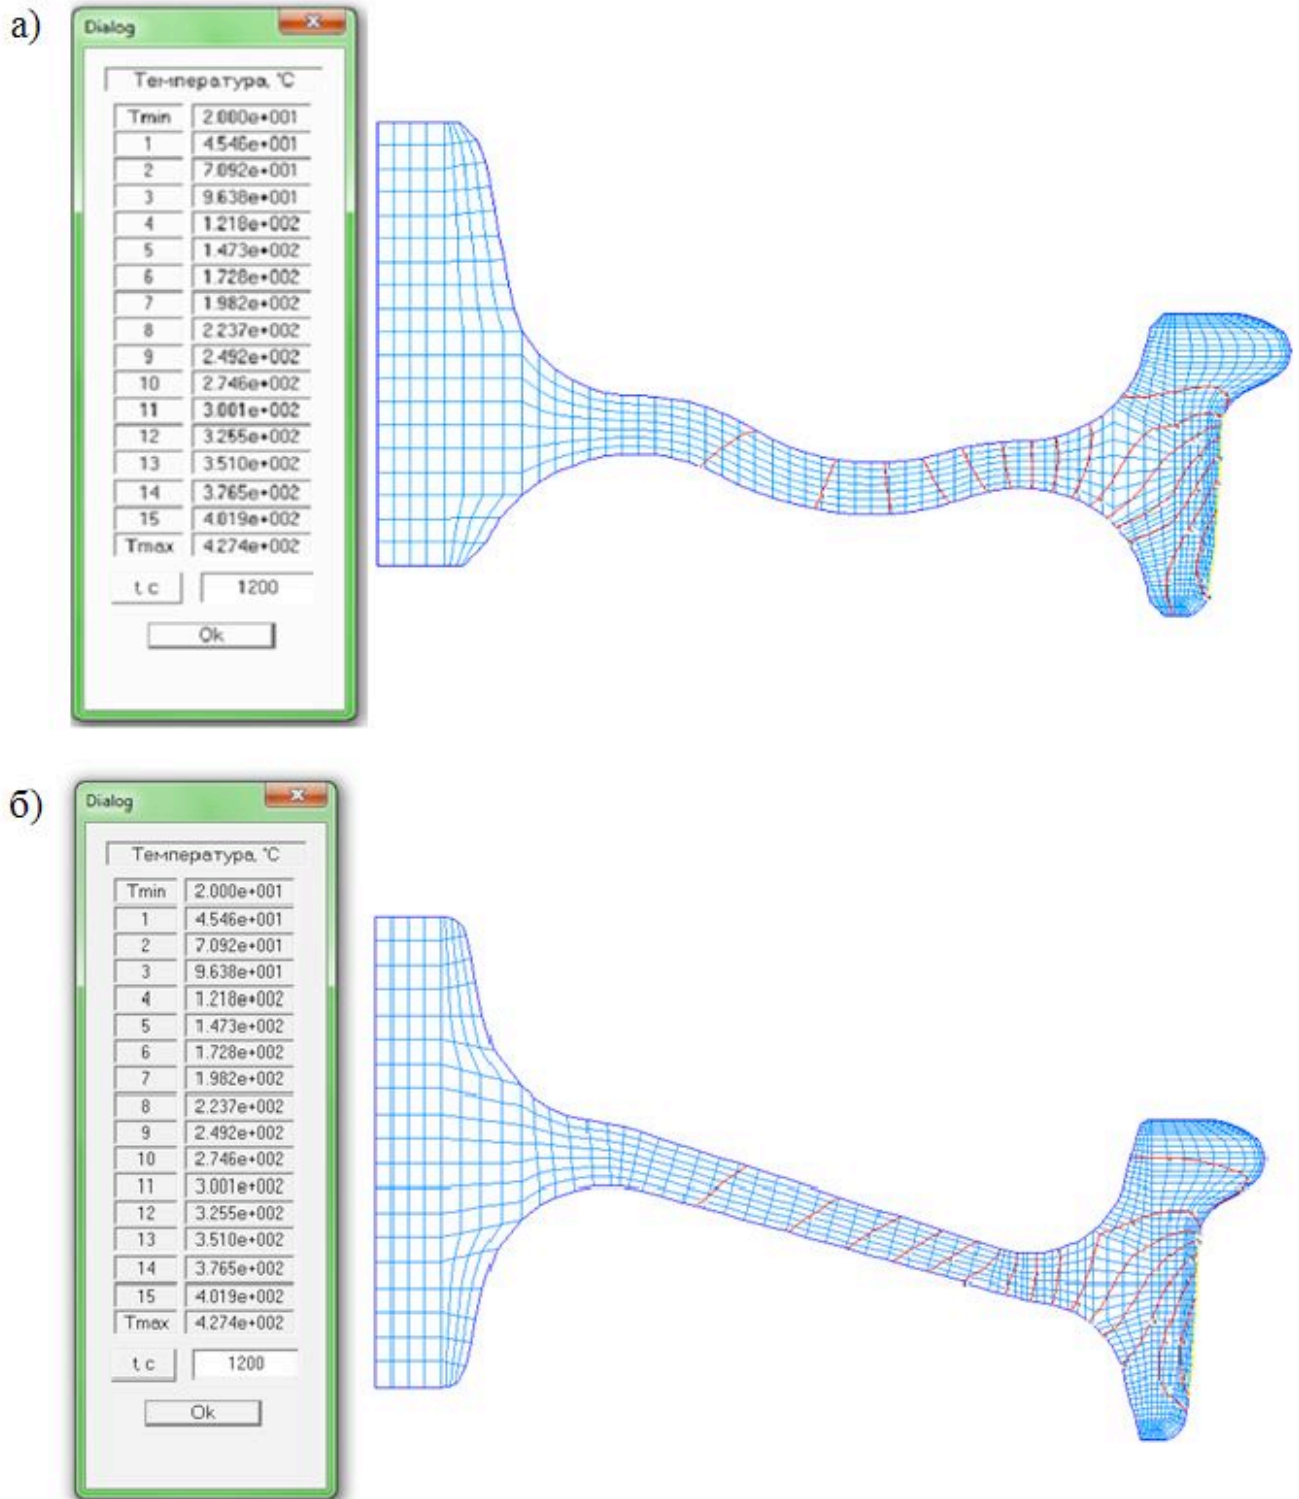 а)
Dialog
Температура, °C
Tmin 2.000e+001
1 4.546e+001
2 7.092e+001
3 9.638e+001
4 1.218e+002
5 1.473e+002
6 1.728e+002
7 1.982e+002
8 2.237e+002
9 2.492e+002
10 2.746e+002
11 3.001e+002
12 3.255e+002
13 3.510e+002
14 3.765e+002
15 4.019e+002
Tmax 4.274e+002
t, c 1200
Ok
б)
Dialog
Температура, °C
Tmin 2.000e+001
1 4.546e+001
2 7.092e+001
3 9.638e+001
4 1.218e+002
5 1.473e+002
6 1.728e+002
7 1.982e+002
8 2.237e+002
9 2.492e+002
10 2.746e+002
11 3.001e+002
12 3.255e+002
13 3.510e+002
14 3.765e+002
15 4.019e+002
Tmax 4.274e+002
t, c 1200
Ok